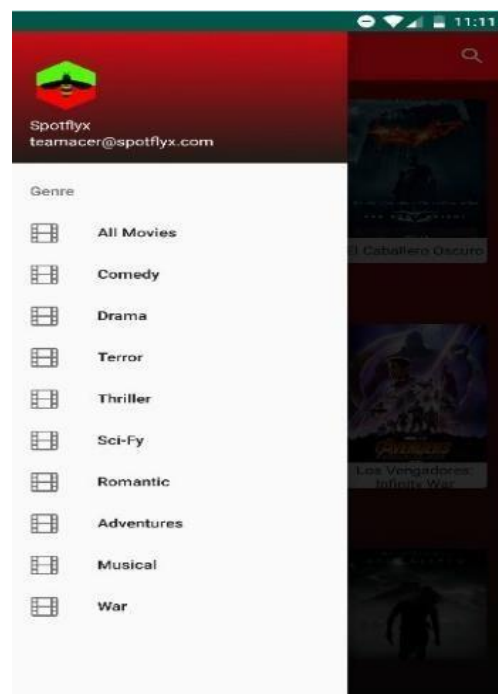 11:11
Spotflyx
teamacer@spotflyx.com
Genre
All Movies
Comedy
Drama
Terror
Thriller
Sci-Fy
Romantic
Adventures
Musical
War
El Caballero Oscuro
Los Vengadores:
Infinity War